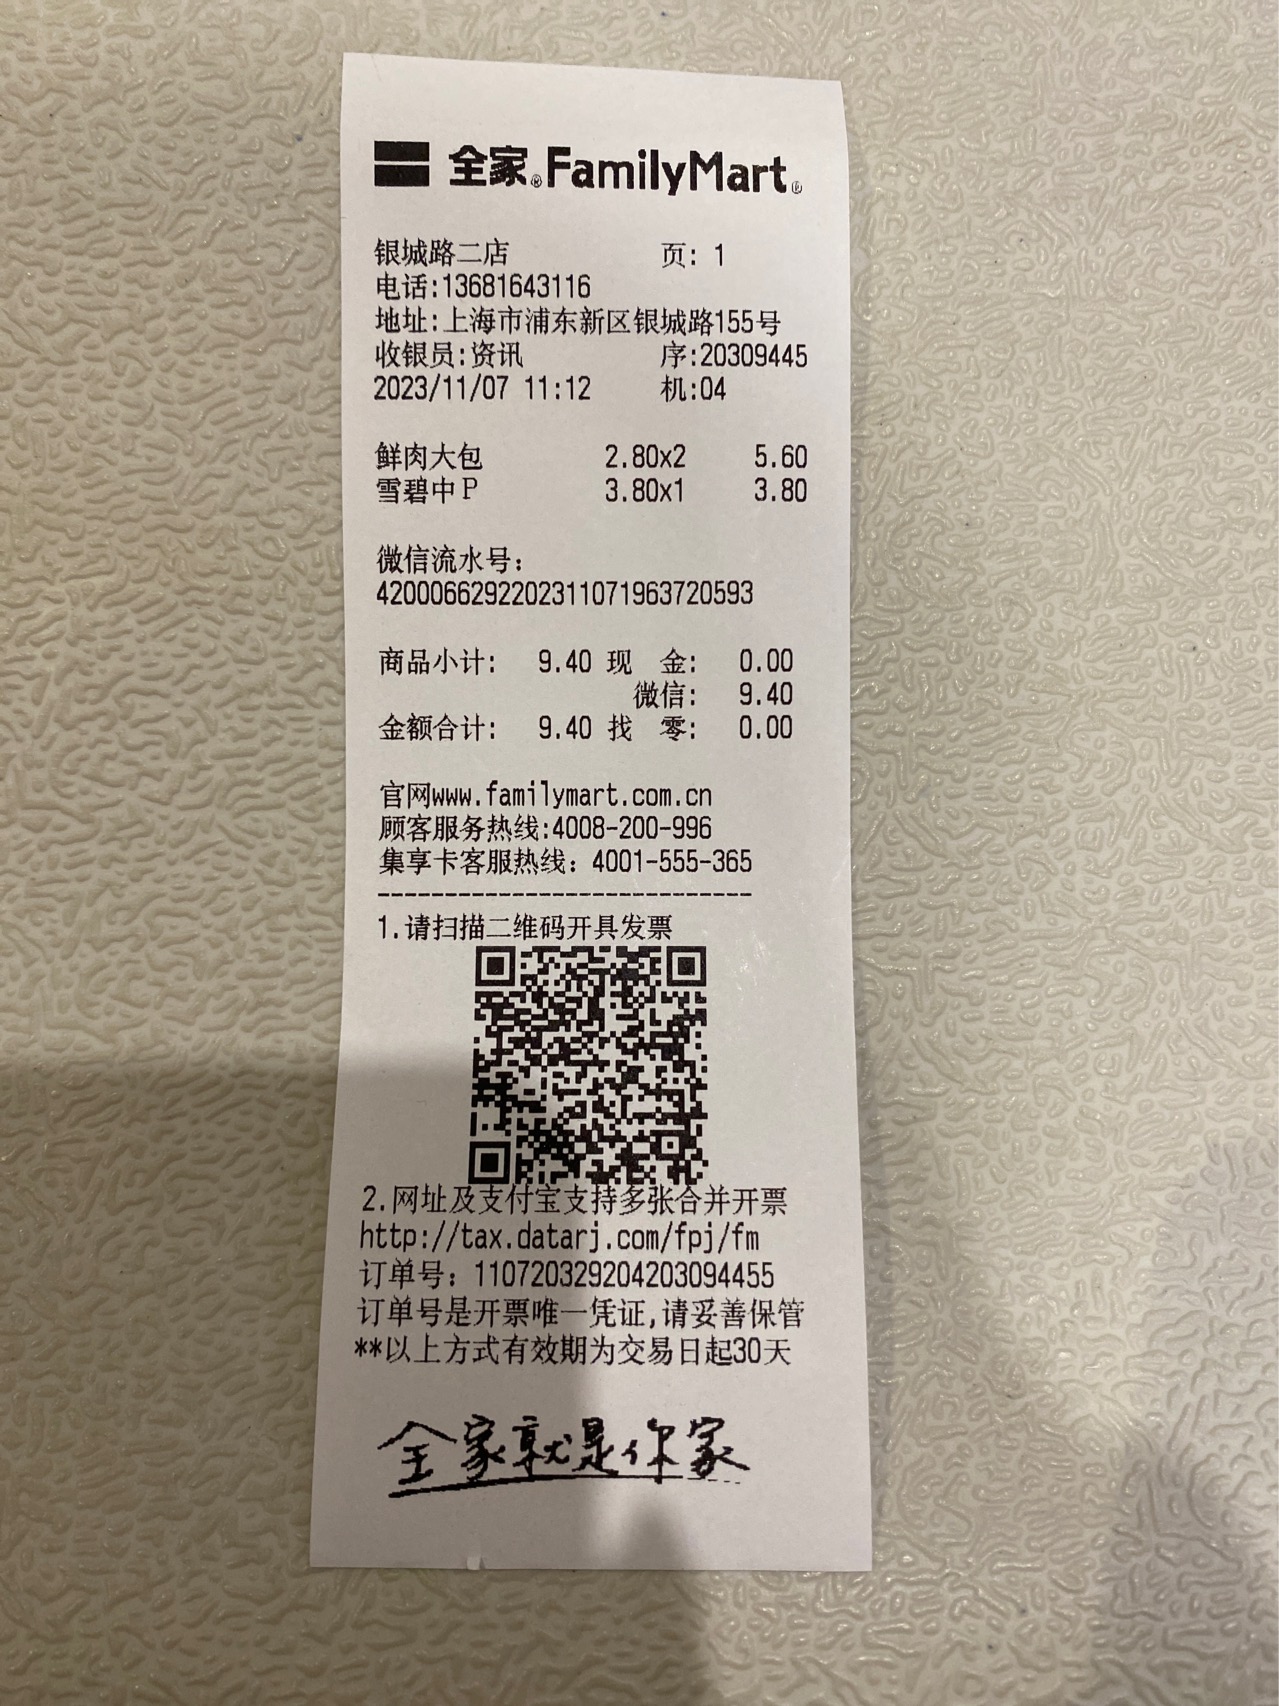 全家®FamilyMart®
银城路二店 页: 1
电话:13681643116
地址:上海市浦东新区银城路155号
收银员:资讯 序:20309445
2023/11/07 11:12 机:04
鲜肉大包 2.80x2 5.60
雪碧中P 3.80x1 3.80
微信流水号:
4200066292202311071963720593
商品小计: 9.40 现 金: 0.00
微信: 9.40
金额合计: 9.40 找 零: 0.00
官网www.familymart.com.cn
顾客服务热线:4008-200-996
集享卡客服热线: 4001-555-365
----------------------------
1.请扫描二维码开具发票
2.网址及支付宝支持多张合并开票
http://tax.datarj.com/fpj/fm
订单号: 110720329204203094455
订单号是开票唯一凭证,请妥善保管
**以上方式有效期为交易日起30天
全家就是你家